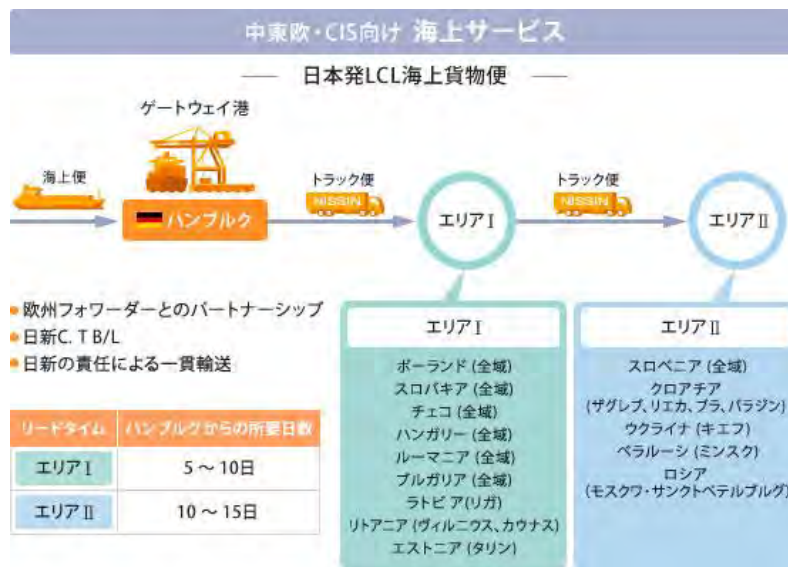 中東欧・CIS向け 海上サービス
日本発LCL海上貨物便
ゲートウェイ港
海上便
ハンブルク
トラック便
NISSIN
エリアⅠ
トラック便
NISSIN
エリアⅡ
欧州フォワーダーとのパートナーシップ
日新C. T B/L
日新の責任による一貫輸送
リードタイム
ハンブルクからの所要日数
エリアⅠ
5 ～ 10日
エリアⅡ
10 ～ 15日
エリアⅠ
ポーランド (全域)
スロバキア (全域)
チェコ (全域)
ハンガリー (全域)
ルーマニア (全域)
ブルガリア (全域)
ラトビア(リガ)
リトアニア (ヴィルニウス、カウナス)
エストニア (タリン)
エリアⅡ
スロベニア (全域)
クロアチア
(ザグレブ、リエカ、プラ、バラジン)
ウクライナ (キエフ)
ベラルーシ (ミンスク)
ロシア
(モスクワ・サンクトペテルブルグ)